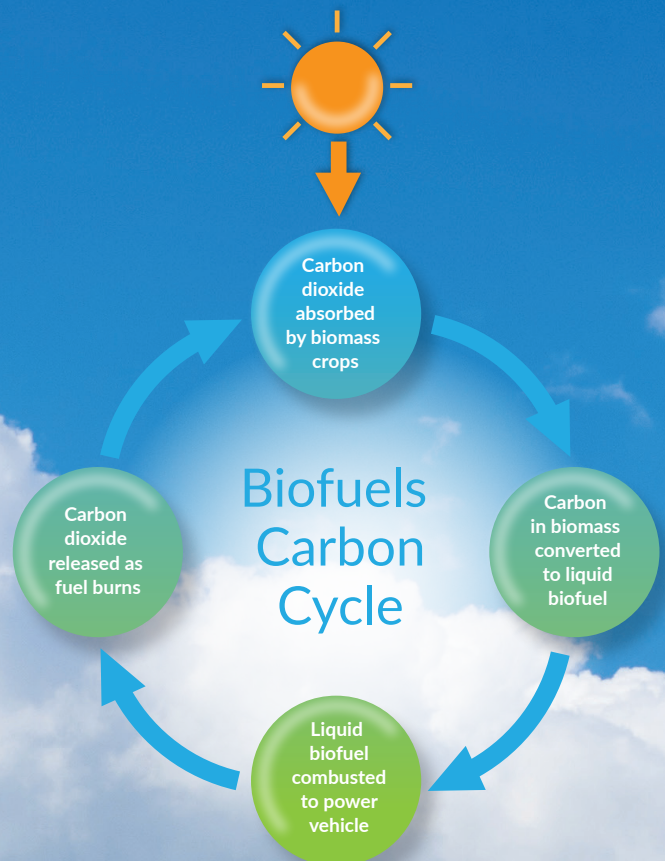 Carbon
dioxide
absorbed
by biomass
crops
Biofuels
Carbon
Cycle
Carbon
in biomass
converted
to liquid
biofuel
Liquid
biofuel
combusted
to power
vehicle
Carbon
dioxide
released as
fuel burns